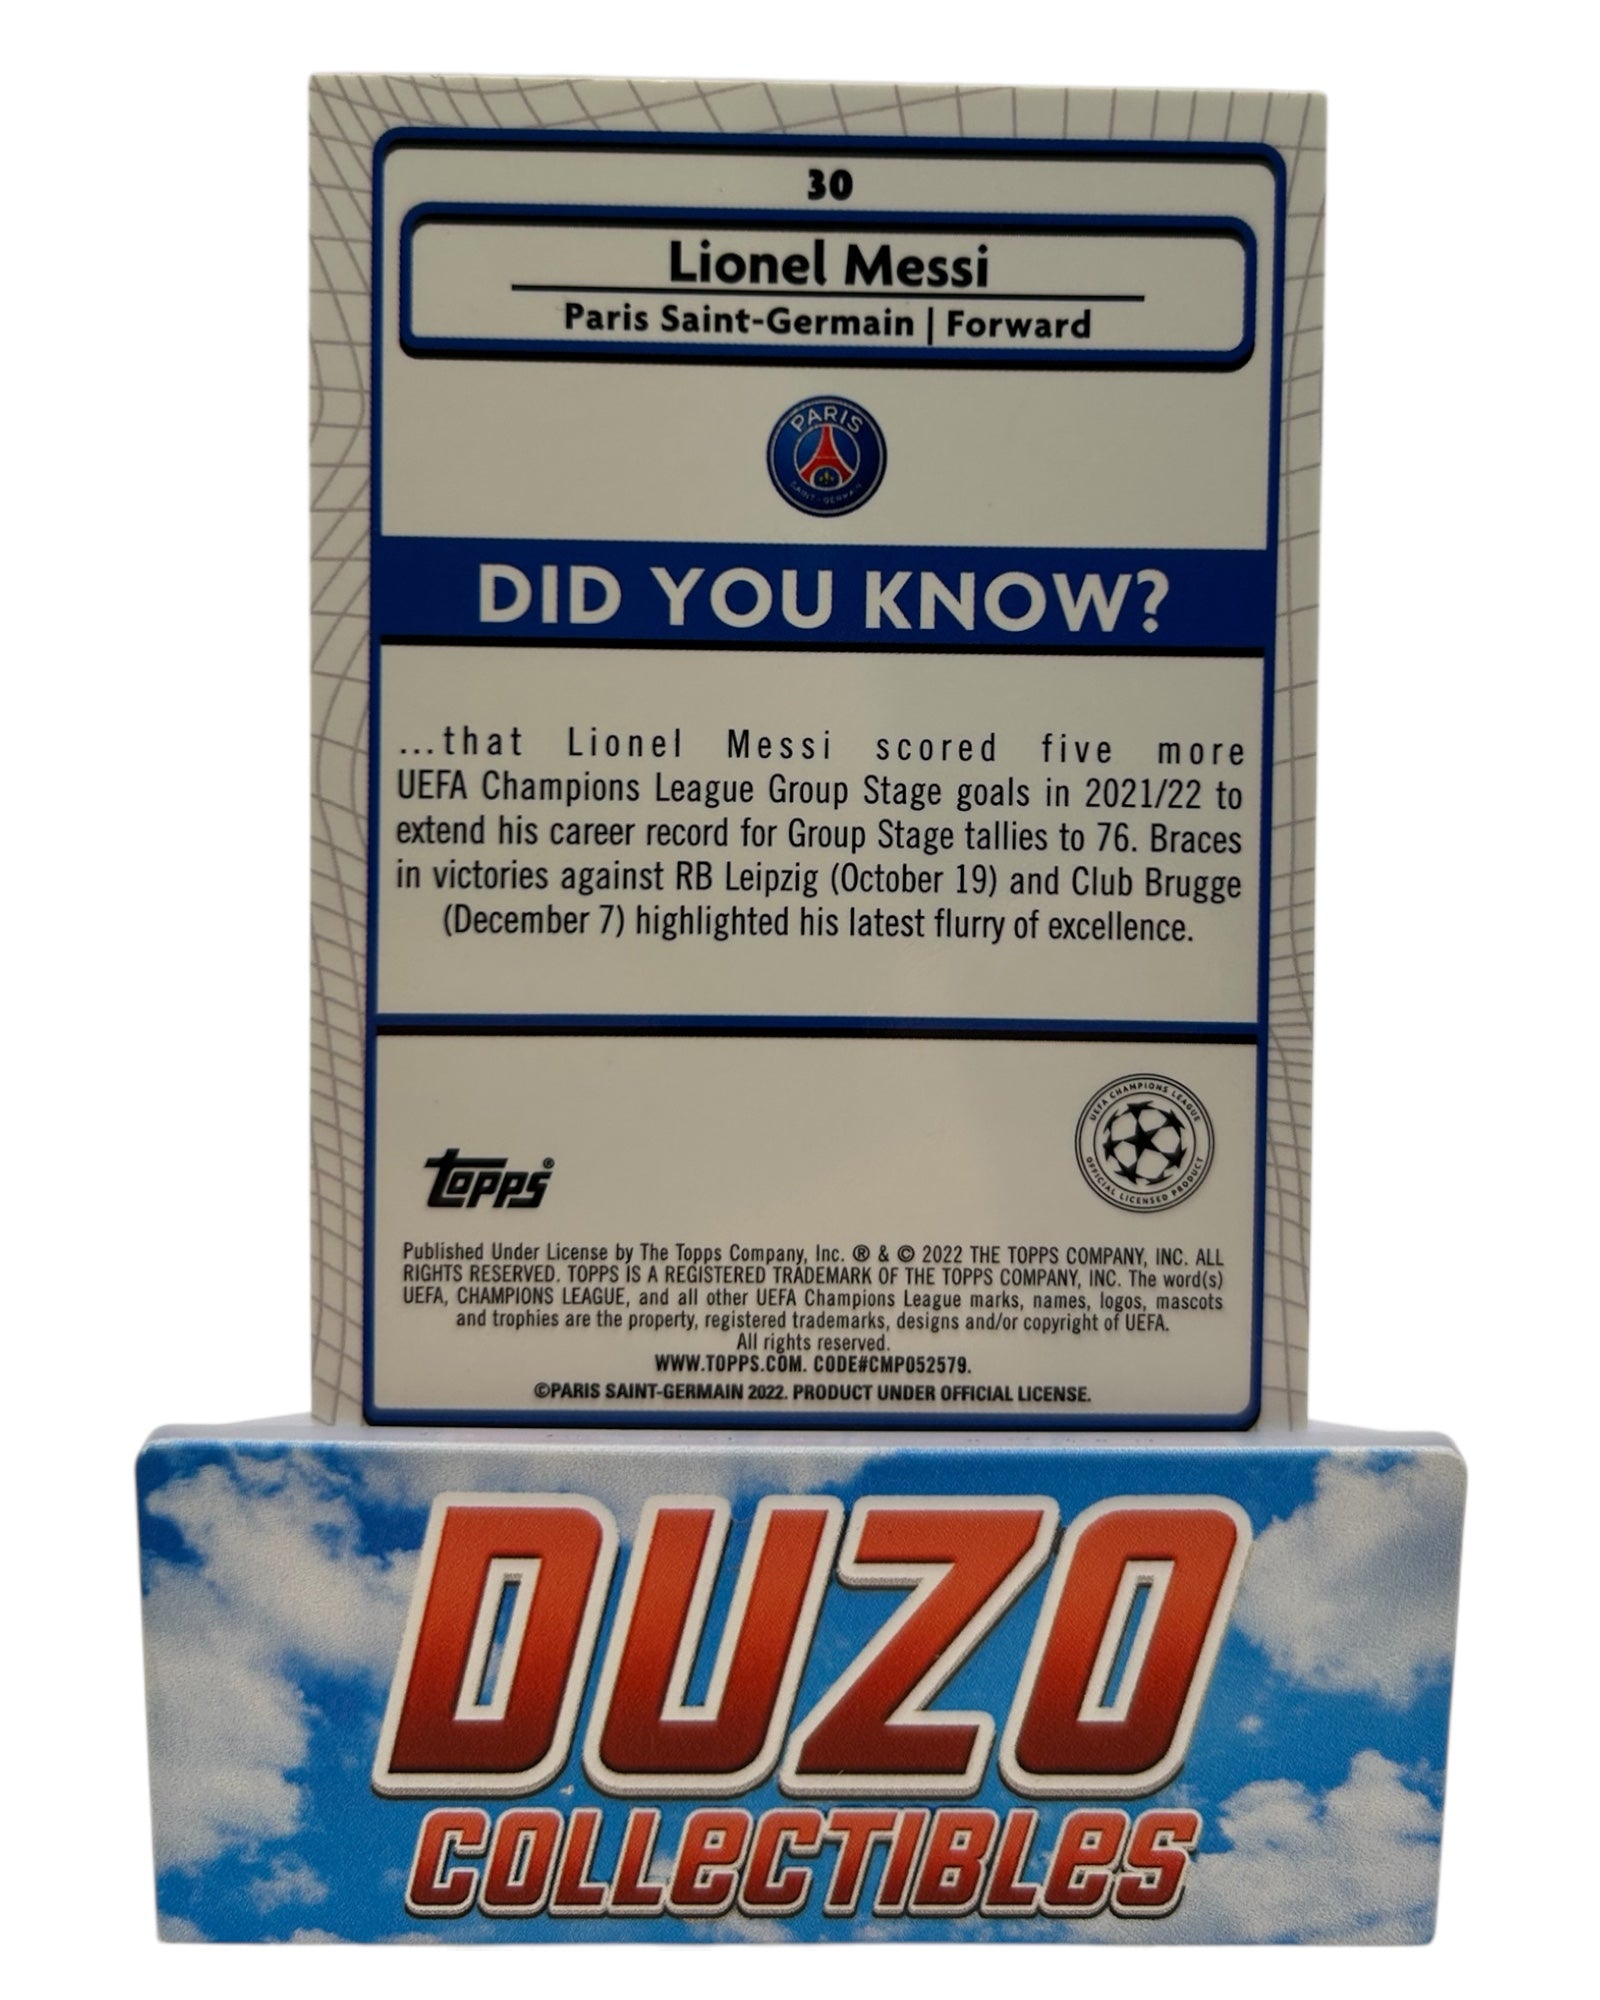 30
Lionel Messi
Paris Saint-Germain | Forward
PARIS
SAINT-GERMAIN
DID YOU KNOW?
...that Lionel Messi scored five more
UEFA Champions League Group Stage goals in 2021/22 to
extend his career record for Group Stage tallies to 76. Braces
in victories against RB Leipzig (October 19) and Club Brugge
(December 7) highlighted his latest flurry of excellence.
UEFA CHAMPIONS LEAGUE
OFFICIAL LICENSED PRODUCT
Topps®
Published Under License by The Topps Company, Inc. ® & © 2022 THE TOPPS COMPANY, INC. ALL
RIGHTS RESERVED. TOPPS IS A REGISTERED TRADEMARK OF THE TOPPS COMPANY, INC. The word(s)
UEFA, CHAMPIONS LEAGUE, and all other UEFA Champions League marks, names, logos, mascots
and trophies are the property, registered trademarks, designs and/or copyright of UEFA.
All rights reserved.
WWW.TOPPS.COM. CODE#CMP052579.
©PARIS SAINT-GERMAIN 2022. PRODUCT UNDER OFFICIAL LICENSE.
DUZO
COLLeCTIBLeS